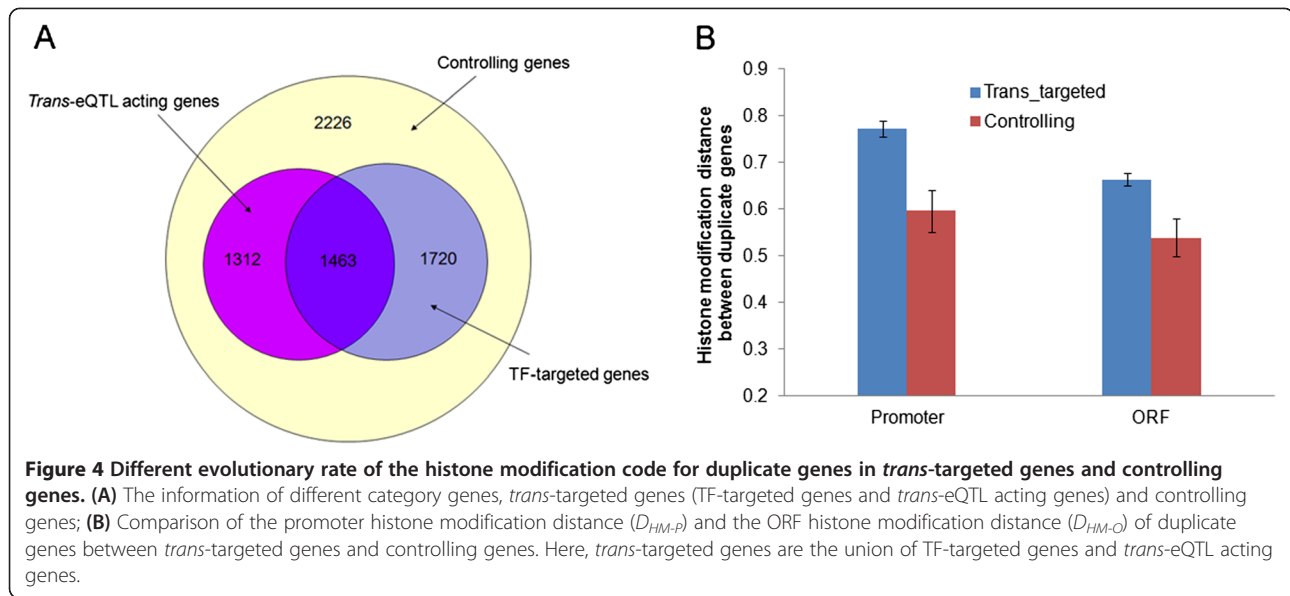 A
Controlling genes
Trans-eQTL acting genes
2226
1312
1463
1720
TF-targeted genes
B
Histone modification distance
between duplicate genes
0.9
0.8
0.7
0.6
0.5
0.4
0.3
0.2
Trans_targeted
Controlling
Promoter
ORF
Figure 4 Different evolutionary rate of the histone modification code for duplicate genes in trans-targeted genes and controlling
genes. (A) The information of different category genes, trans-targeted genes (TF-targeted genes and trans-eQTL acting genes) and controlling
genes; (B) Comparison of the promoter histone modification distance (D_HM-P) and the ORF histone modification distance (D_HM-O) of duplicate
genes between trans-targeted genes and controlling genes. Here, trans-targeted genes are the union of TF-targeted genes and trans-eQTL acting
genes.